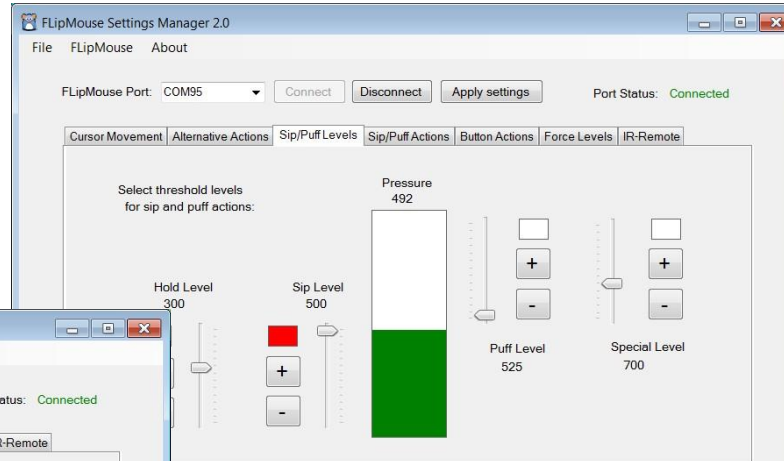 FLipMouse Settings Manager 2.0
File FLipMouse About
FLipMouse Port: COM95 Connect Disconnect Apply settings Port Status: Connected
Cursor Movement Alternative Actions Sip/Puff Levels Sip/Puff Actions Button Actions Force Levels IR-Remote
Select threshold levels
for sip and puff actions:
Pressure
492
+ +
- -
Hold Level Sip Level
300 500
Puff Level Special Level
525 700
+
-
Connected